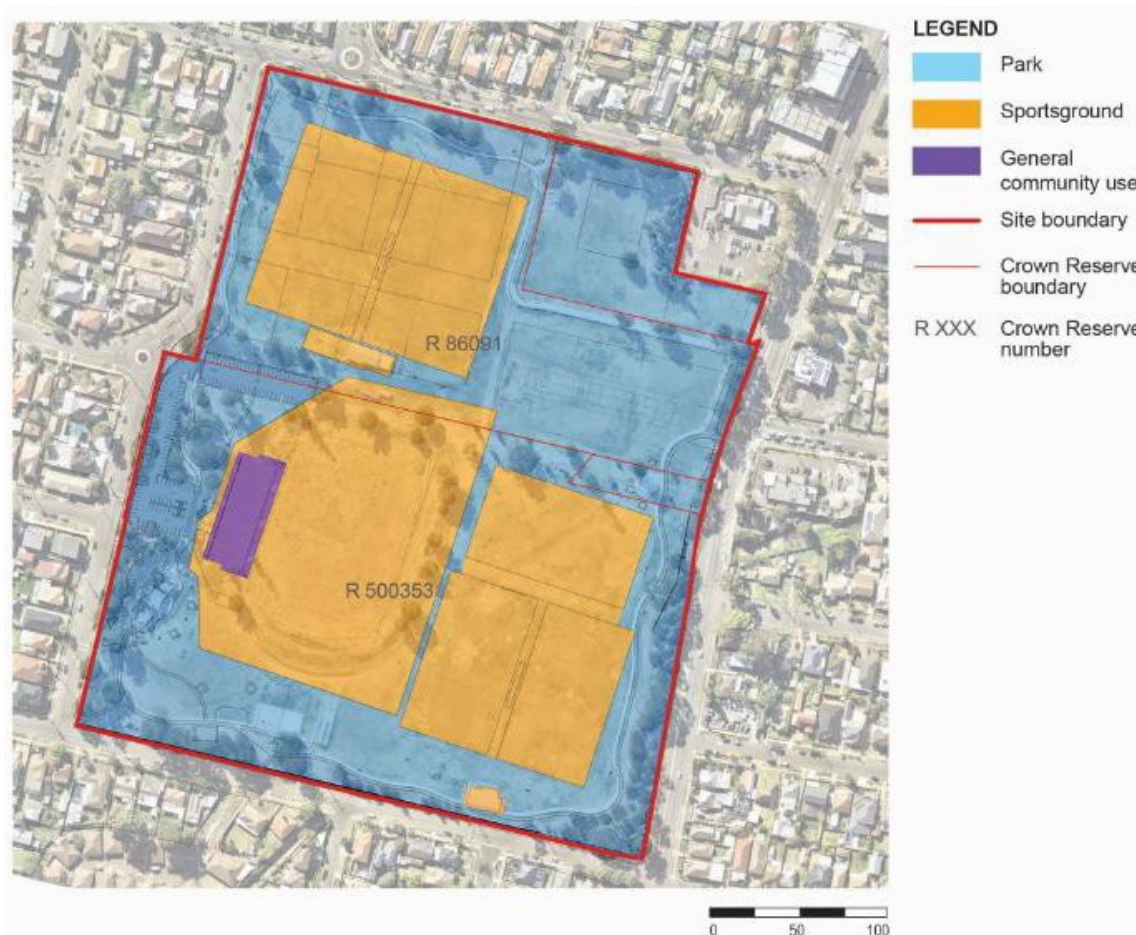 LEGEND
Park
Sportsground
General
community use
Site boundary
Crown Reserve
boundary
R XXX
Crown Reserve
number
R 86091
R 500353
0 50 100